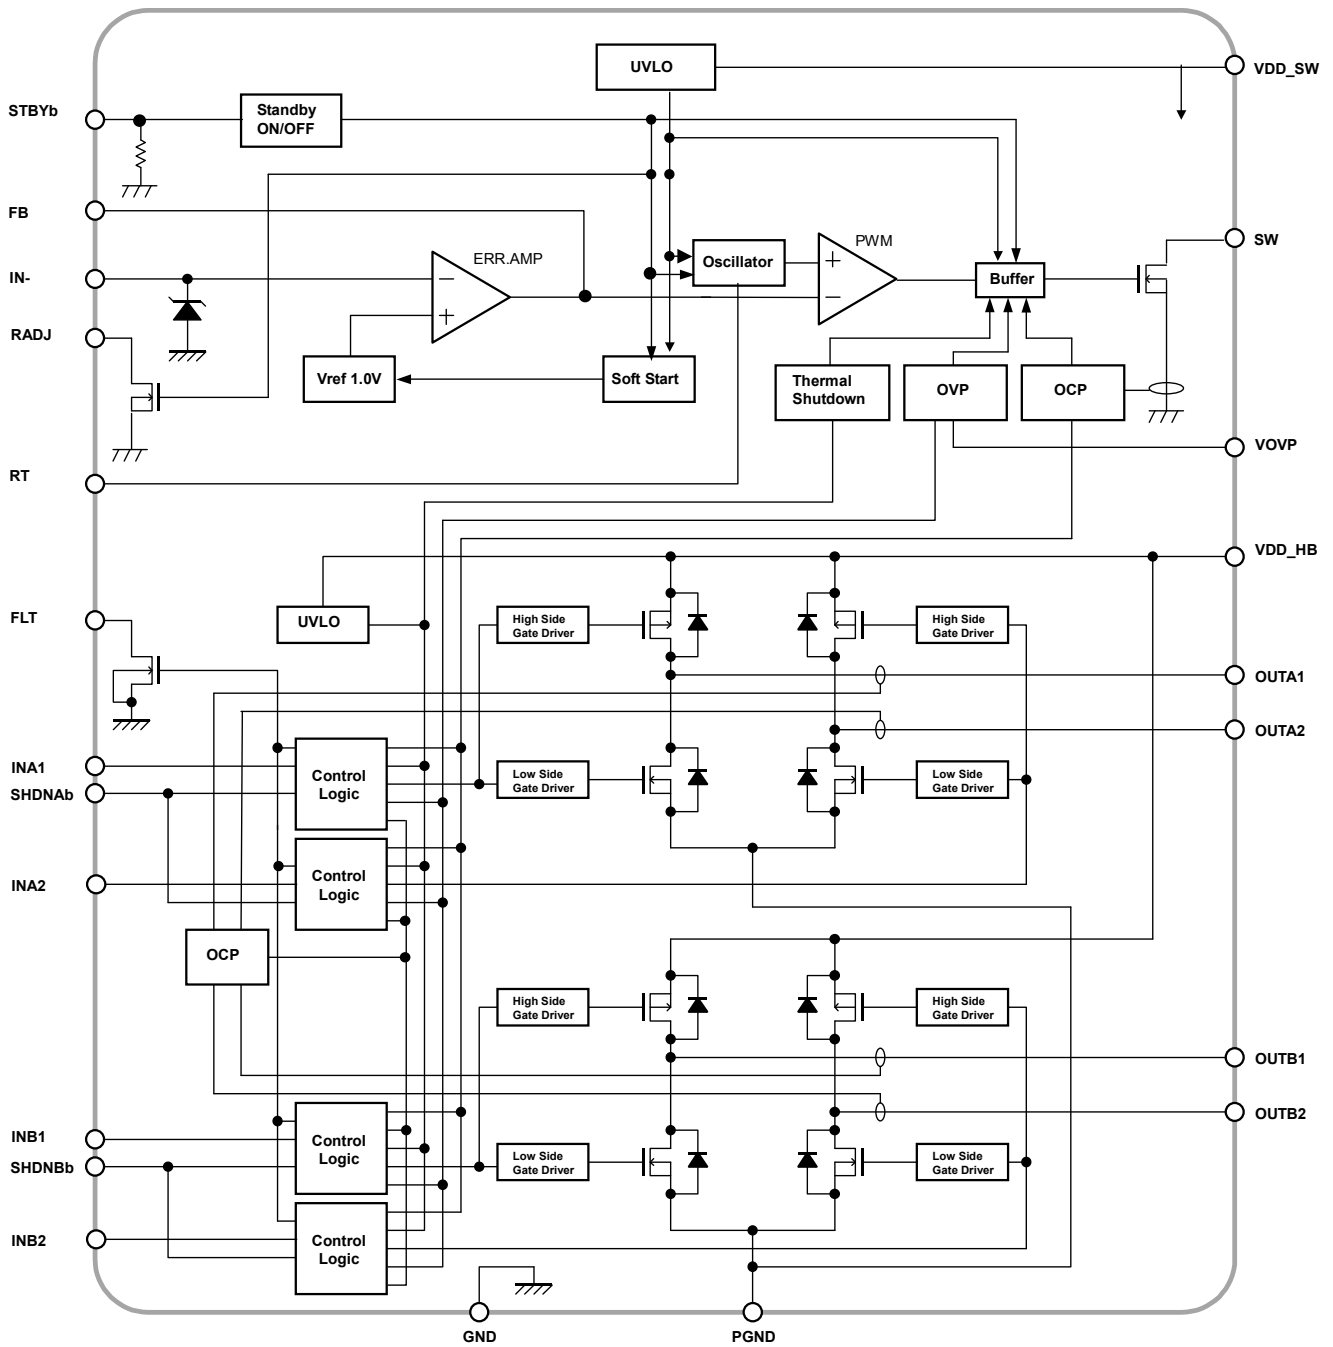 UVLO
VDD_SW
STBYb
Standby
ON/OFF
FB
SW
ERR.AMP
PWM
IN-
Oscillator
Buffer
−
+
+
−
RADJ
Vref 1.0V
Soft Start
Thermal
Shutdown
OVP
OCP
VOVP
RT
VDD_HB
FLT
UVLO
High Side
Gate Driver
High Side
Gate Driver
OUTA1
OUTA2
INA1
SHDNAb
Control
Logic
Low Side
Gate Driver
Low Side
Gate Driver
INA2
Control
Logic
OCP
High Side
Gate Driver
High Side
Gate Driver
OUTB1
OUTB2
INB1
SHDNBb
Control
Logic
Low Side
Gate Driver
Low Side
Gate Driver
INB2
Control
Logic
GND
PGND